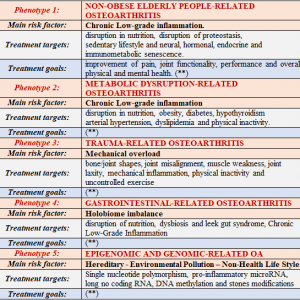 Phenotype 1:
NON-OBESE ELDERLY PEOPLE-RELATED
OSTEOARTHRITIS
Main risk factor:
Chronic Low-grade inflammation.
Treatment targets:
disruption in nutrition, disruption of proteostasis,
sedentary lifestyle and neural, hormonal, endocrine and
immunometabolic senescence.
Treatment goals:
improvement of pain, joint functionality, performance and overall
physical and mental health. (**)
Phenotype 2:
METABOLIC DYSRUPTION-RELATED
OSTEOARTHRITIS
Main risk factor:
Chronic Low-grade inflammation
Treatment targets:
disruption in nutrition, obesity, diabetes, hypothyroidism
arterial hypertension, dyslipidemia and physical inactivity.
Treatment goals:
(**)
Phenotype 3:
TRAUMA-RELATED OSTEOARTHRITIS
Main risk factor:
Mechanical overload
Treatment targets:
bone/joint shapes, joint misalignment, muscle weakness, joint
laxity, mechanical inflammation, physical inactivity and
uncontrolled exercise
Treatment goals:
(**)
Phenotype 4:
GASTROINTESTINAL-RELATED OSTEOARTHRITIS
Main risk factor:
Holobiome imbalance
Treatment targets:
disruption of nutrition, dysbiosis and leek gut syndrome, Chronic
Low-Grade Inflammation
Treatment goals:
(**)
Phenotype 5:
EPIGENOMIC AND GENOMIC-RELATED OA
Main risk factor:
Hereditary - Environmental Pollution – Non-Health Life Style
Treatment targets:
Single nucleotide polymorphism, pro-inflammatory microRNA,
long no coding RNA, DNA methylation and stones modifications
Treatment goals:
(**)